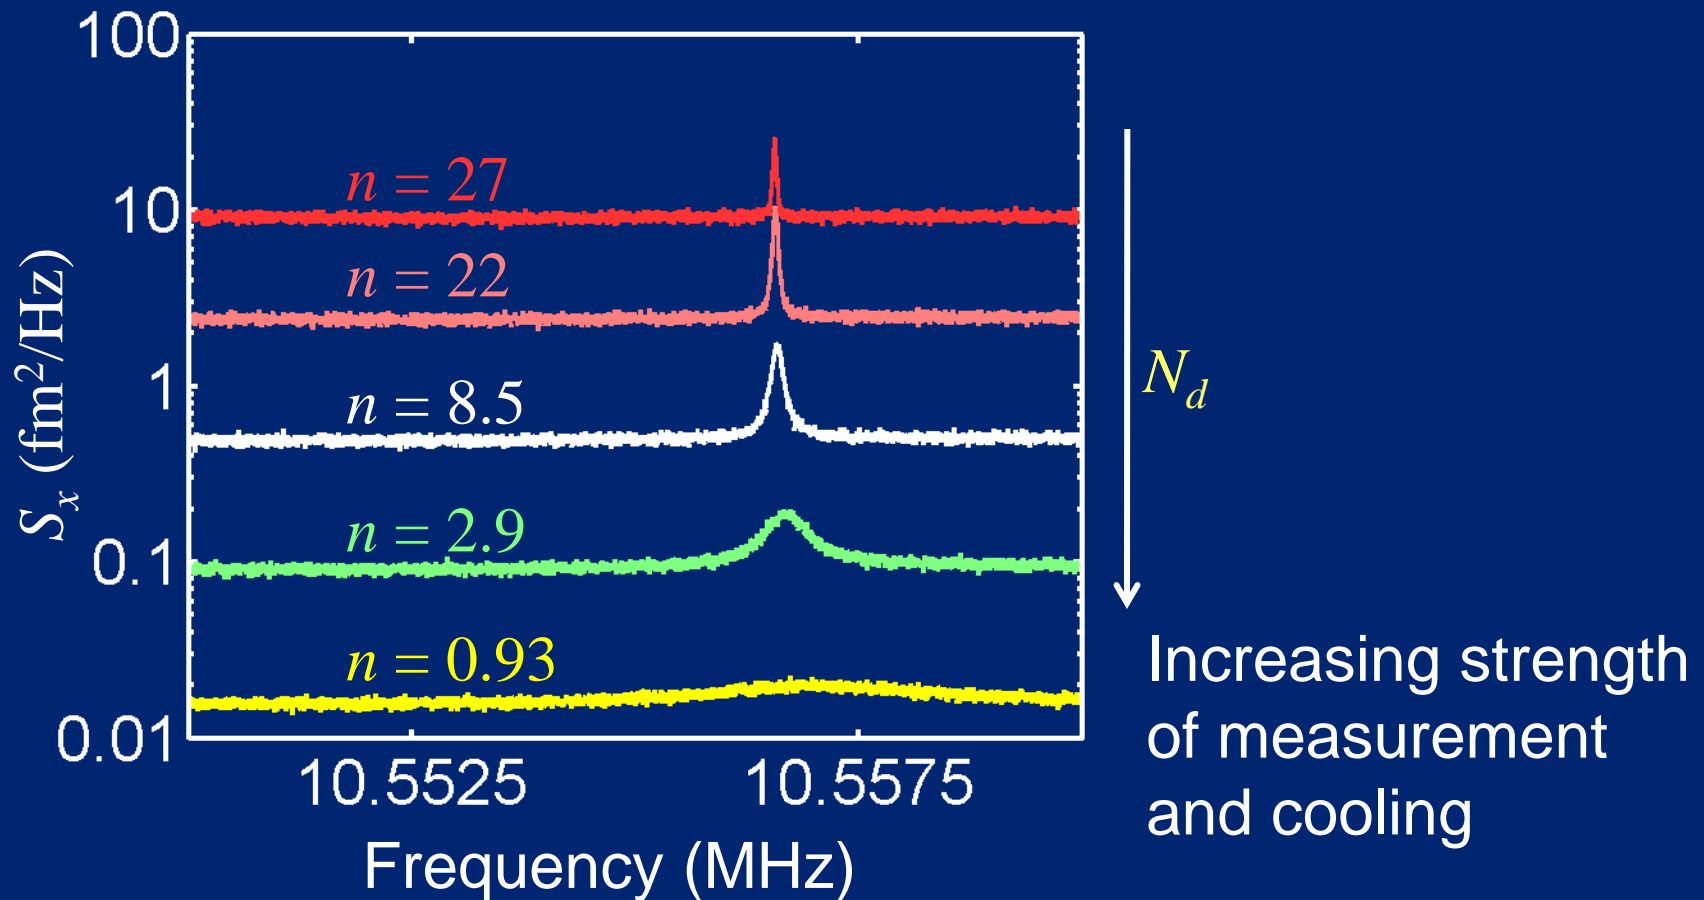 100
10
1
0.1
0.01
S_x (fm²/Hz)
n = 27
n = 22
n = 8.5
n = 2.9
n = 0.93
10.5525 10.5575
Frequency (MHz)
N_d
Increasing strength
of measurement
and cooling